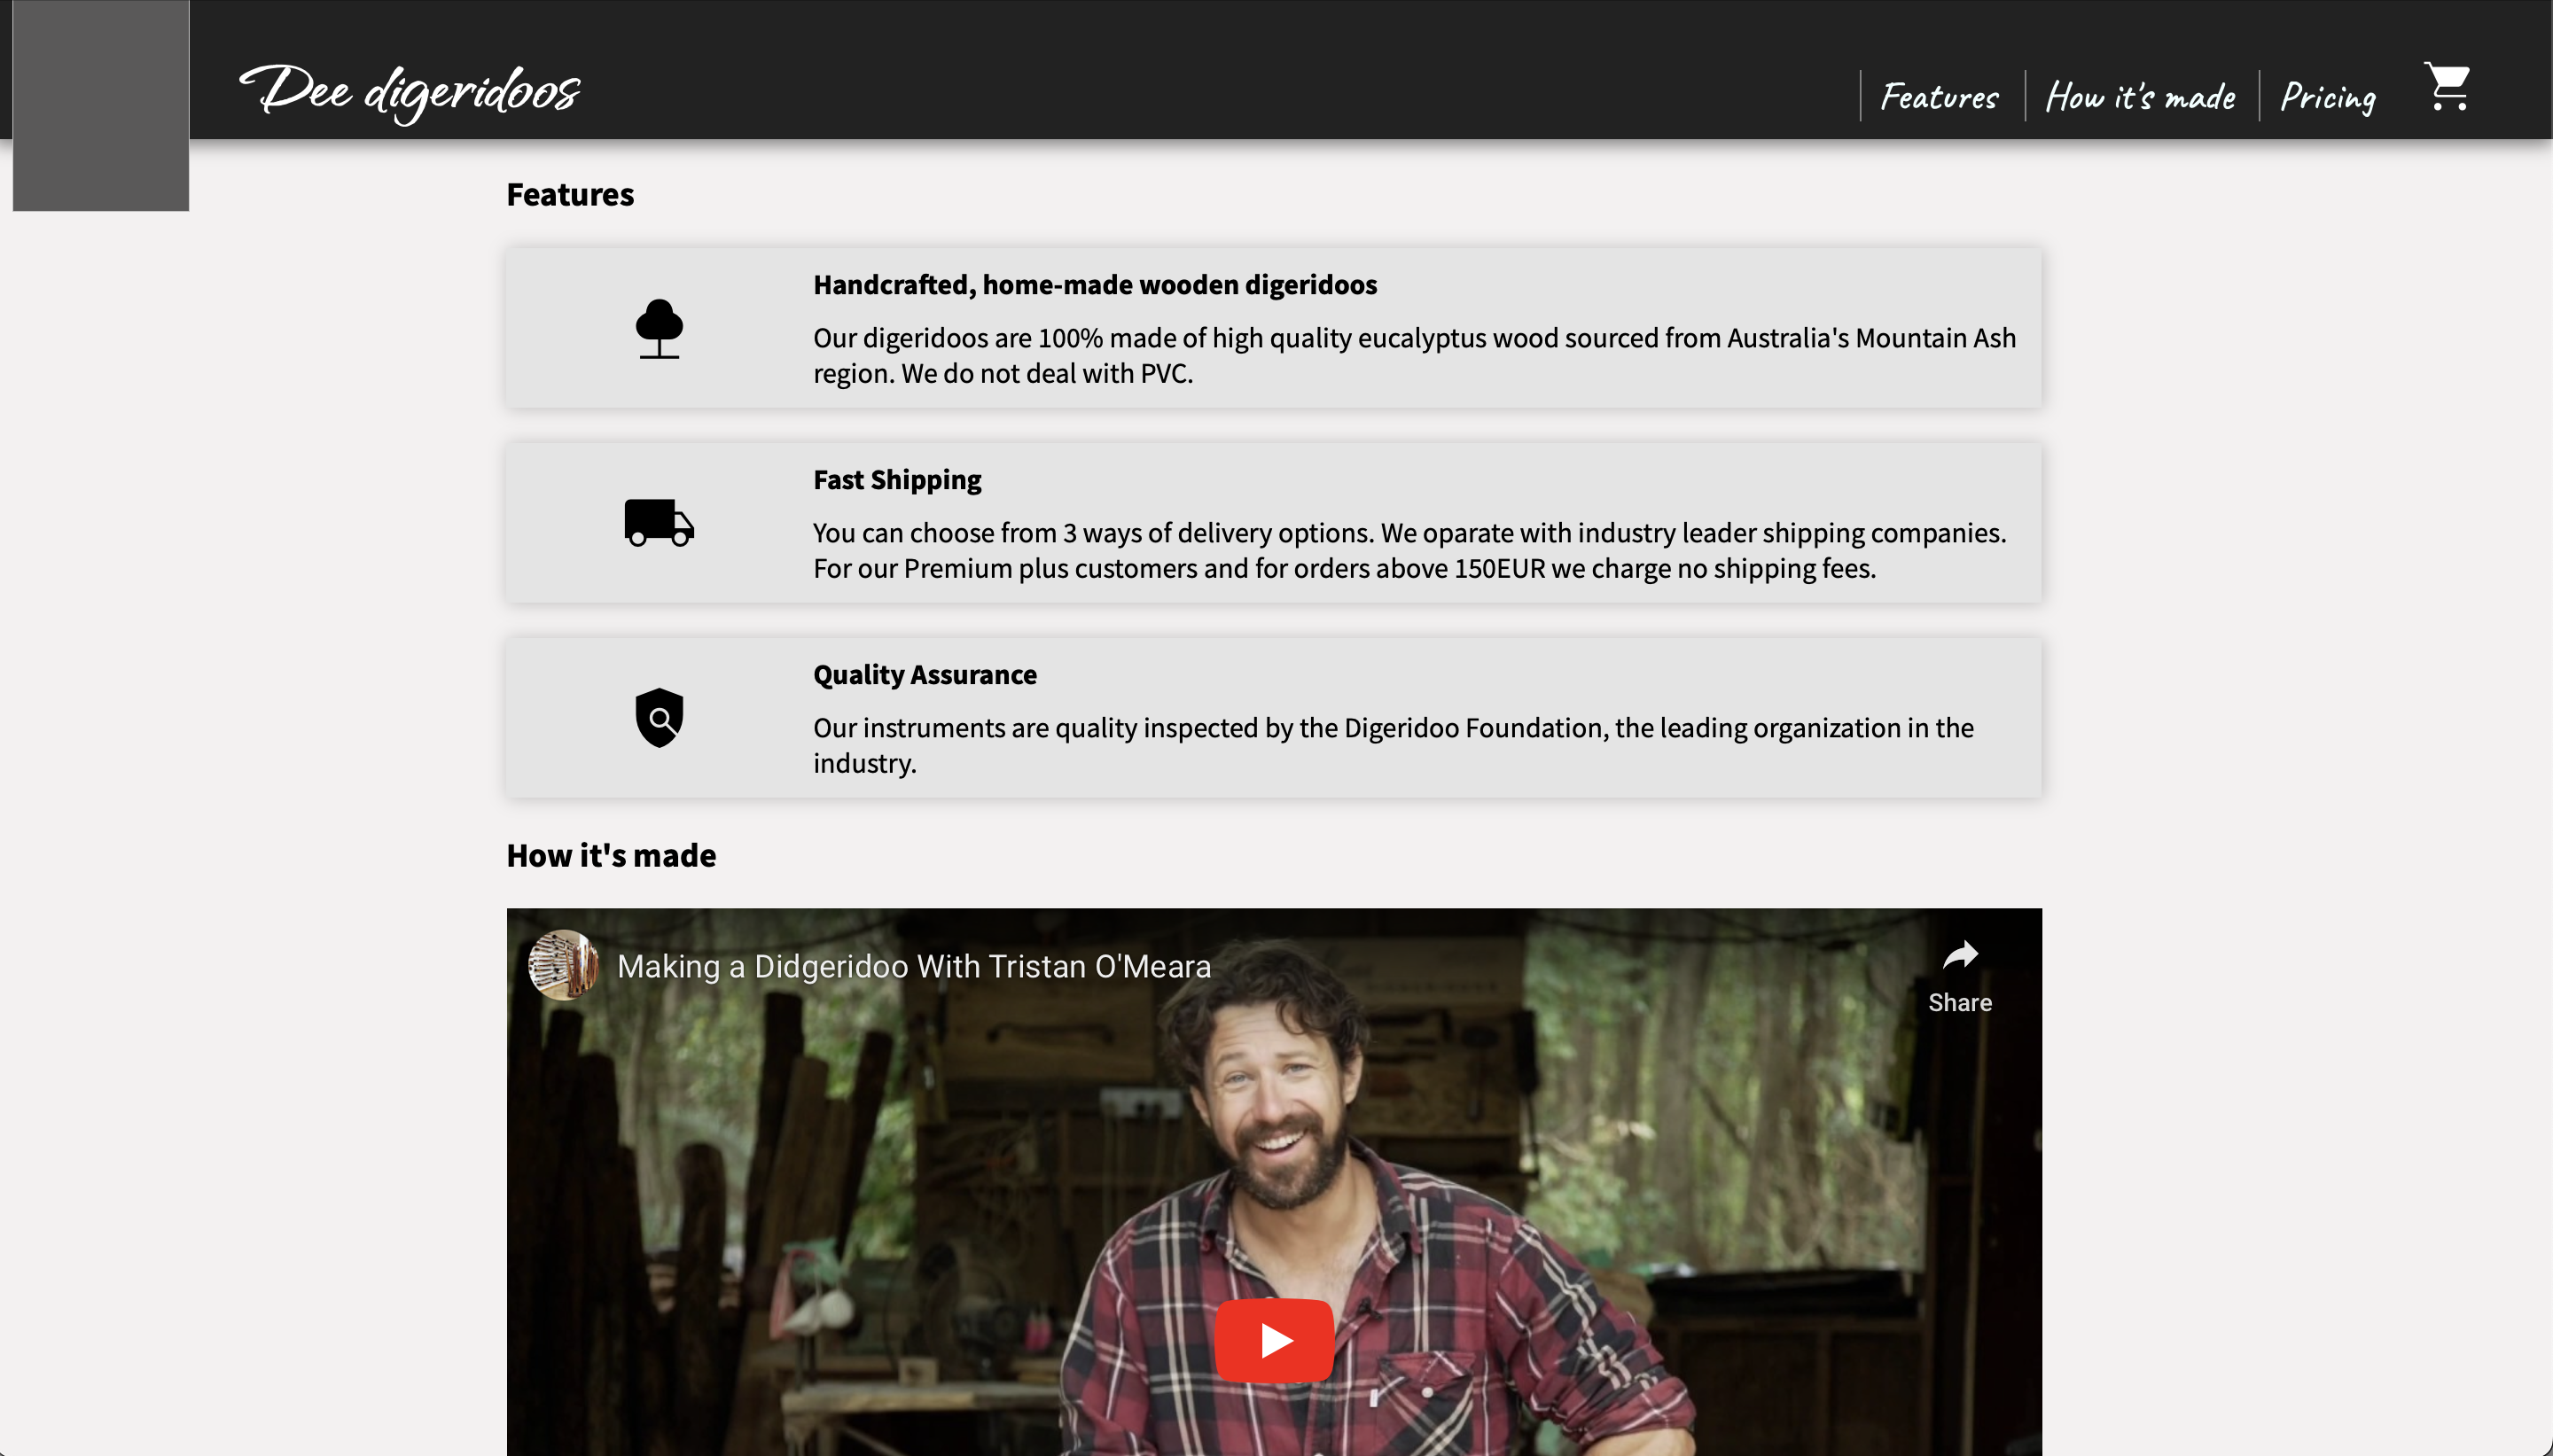 Dee digeridoos
Features
How it's made
Pricing
Features
Handcrafted, home-made wooden digeridoos
Our digeridoos are 100% made of high quality eucalyptus wood sourced from Australia's Mountain Ash
region. We do not deal with PVC.
Fast Shipping
You can choose from 3 ways of delivery options. We oparate with industry leader shipping companies.
For our Premium plus customers and for orders above 150EUR we charge no shipping fees.
Quality Assurance
Our instruments are quality inspected by the Digeridoo Foundation, the leading organization in the
industry.
How it's made
Making a Didgeridoo With Tristan O'Meara
Share